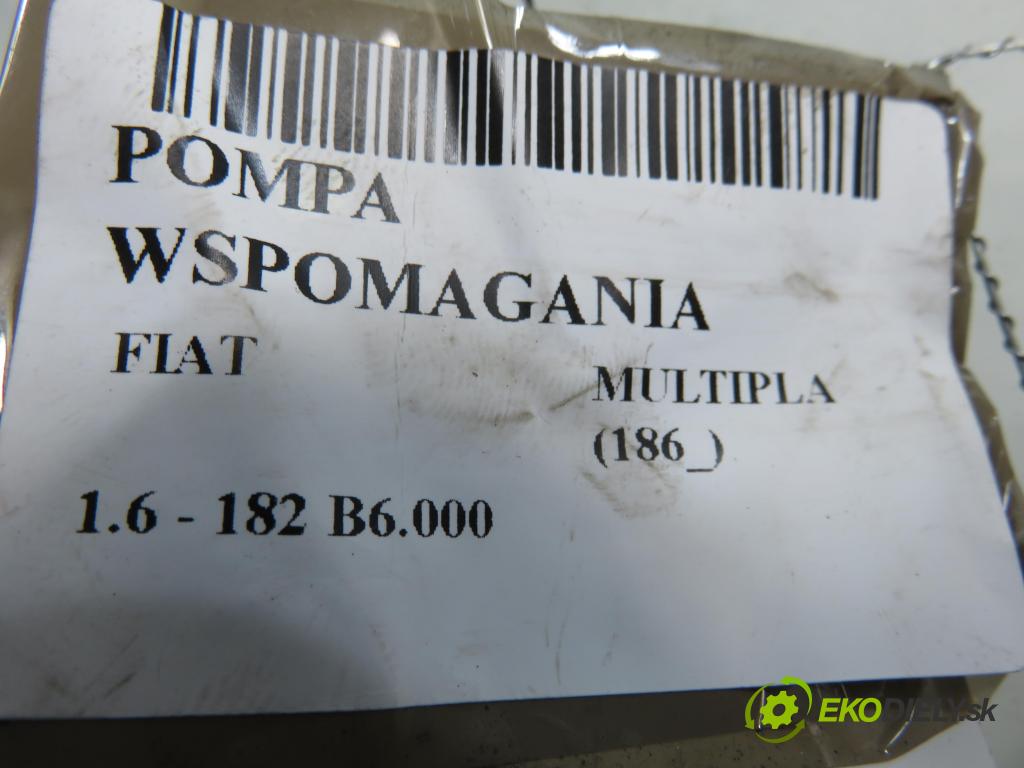 POMPA
WSPOMAGANIA
FIAT
MULTIPLA
(186_)
1.6 - 182 B6.000
EKODIELY.sk